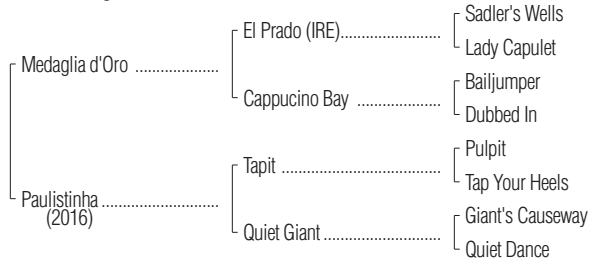 Sadler's Wells
El Prado (IRE)....................
Lady Capulet
Medaglia d'Oro ...................
Bailjumper
Cappucino Bay ...................
Dubbed In
Pulpit
Tapit ....................................
Tap Your Heels
Paulistinha ..........................
(2016)
Giant's Causeway
Quiet Giant..........................
Quiet Dance